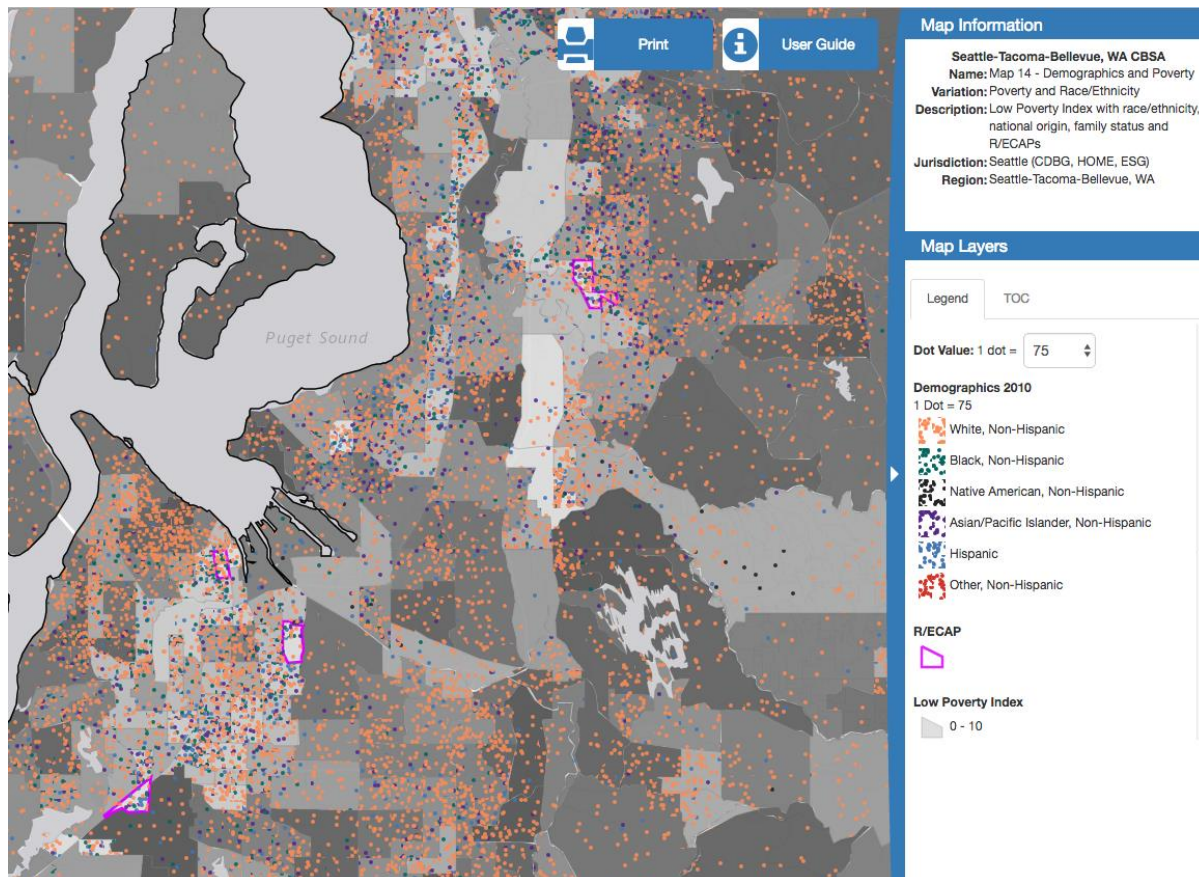 Print
User Guide
Puget Sound
Map Information
Seattle-Tacoma-Bellevue, WA CBSA
Name: Map 14 - Demographics and Poverty
Variation: Poverty and Race/Ethnicity
Description: Low Poverty Index with race/ethnicity,
national origin, family status and
R/ECAPs
Jurisdiction: Seattle (CDBG, HOME, ESG)
Region: Seattle-Tacoma-Bellevue, WA
Map Layers
Legend
TOC
Dot Value: 1 dot = 75
Demographics 2010
1 Dot = 75
White, Non-Hispanic
Black, Non-Hispanic
Native American, Non-Hispanic
Asian/Pacific Islander, Non-Hispanic
Hispanic
Other, Non-Hispanic
R/ECAP
Low Poverty Index
0 - 10